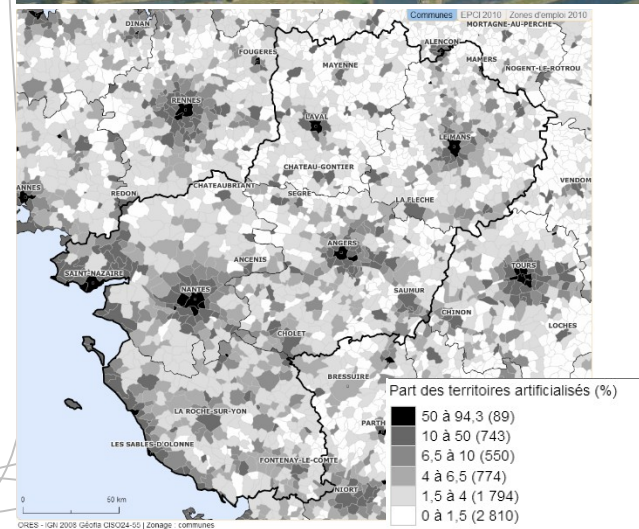 Communes EPCI 2010 Zones d'emploi 2010
MORTAGNE-AU-PERCHE
DINAN
ALENCON
FOUGERES
MAYENNE
MAMERS
NOGENT-LE-ROTROU
RENNES
LAVAL
LE MANS
CHATEAU-GONTIER
VENDOM
ANNES
REDON
CHATEAUBRIANT
SEGRE
LA FLECHE
ANGERS
ANCENIS
SAINT-NAZAIRE
TOURS
NANTES
SAUMUR
CHINON
LOCHES
CHOLET
BRESSUIRE
Part des territoires artificialisés (%)
50 à 94,3 (89)
10 à 50 (743)
6,5 à 10 (550)
4 à 6,5 (774)
1,5 à 4 (1 794)
0 à 1,5 (2 810)
LA ROCHE-SUR-YON
PARTH
LES SABLES-D'OLONNE
FONTENAY-LE-COMTE
NIORT
0 50 km
ORES - IGN 2008 Géofla CISO24-55 | Zonage : communes